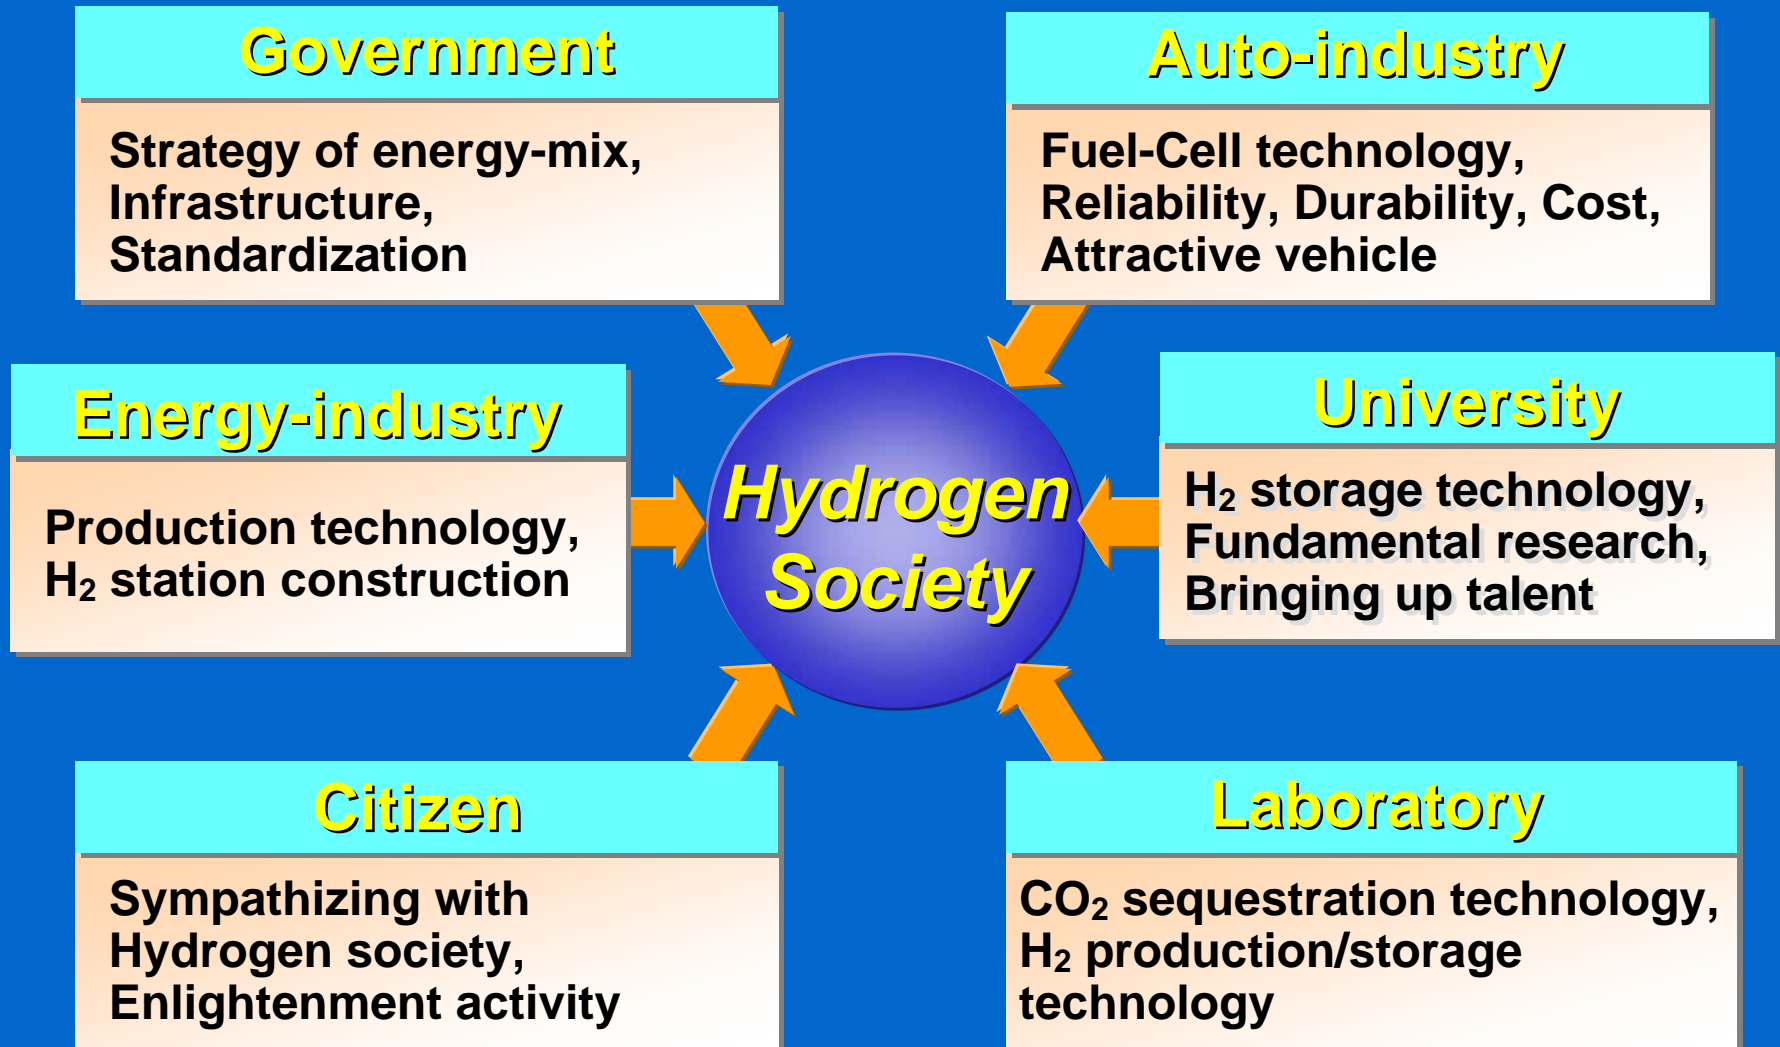 Government
Strategy of energy-mix,
Infrastructure,
Standardization
Auto-industry
Fuel-Cell technology,
Reliability, Durability, Cost,
Attractive vehicle
Energy-industry
Production technology,
H₂ station construction
Hydrogen
Society
University
H₂ storage technology,
Fundamental research,
Bringing up talent
Citizen
Sympathizing with
Hydrogen society,
Enlightenment activity
Laboratory
CO₂ sequestration technology,
H₂ production/storage
technology